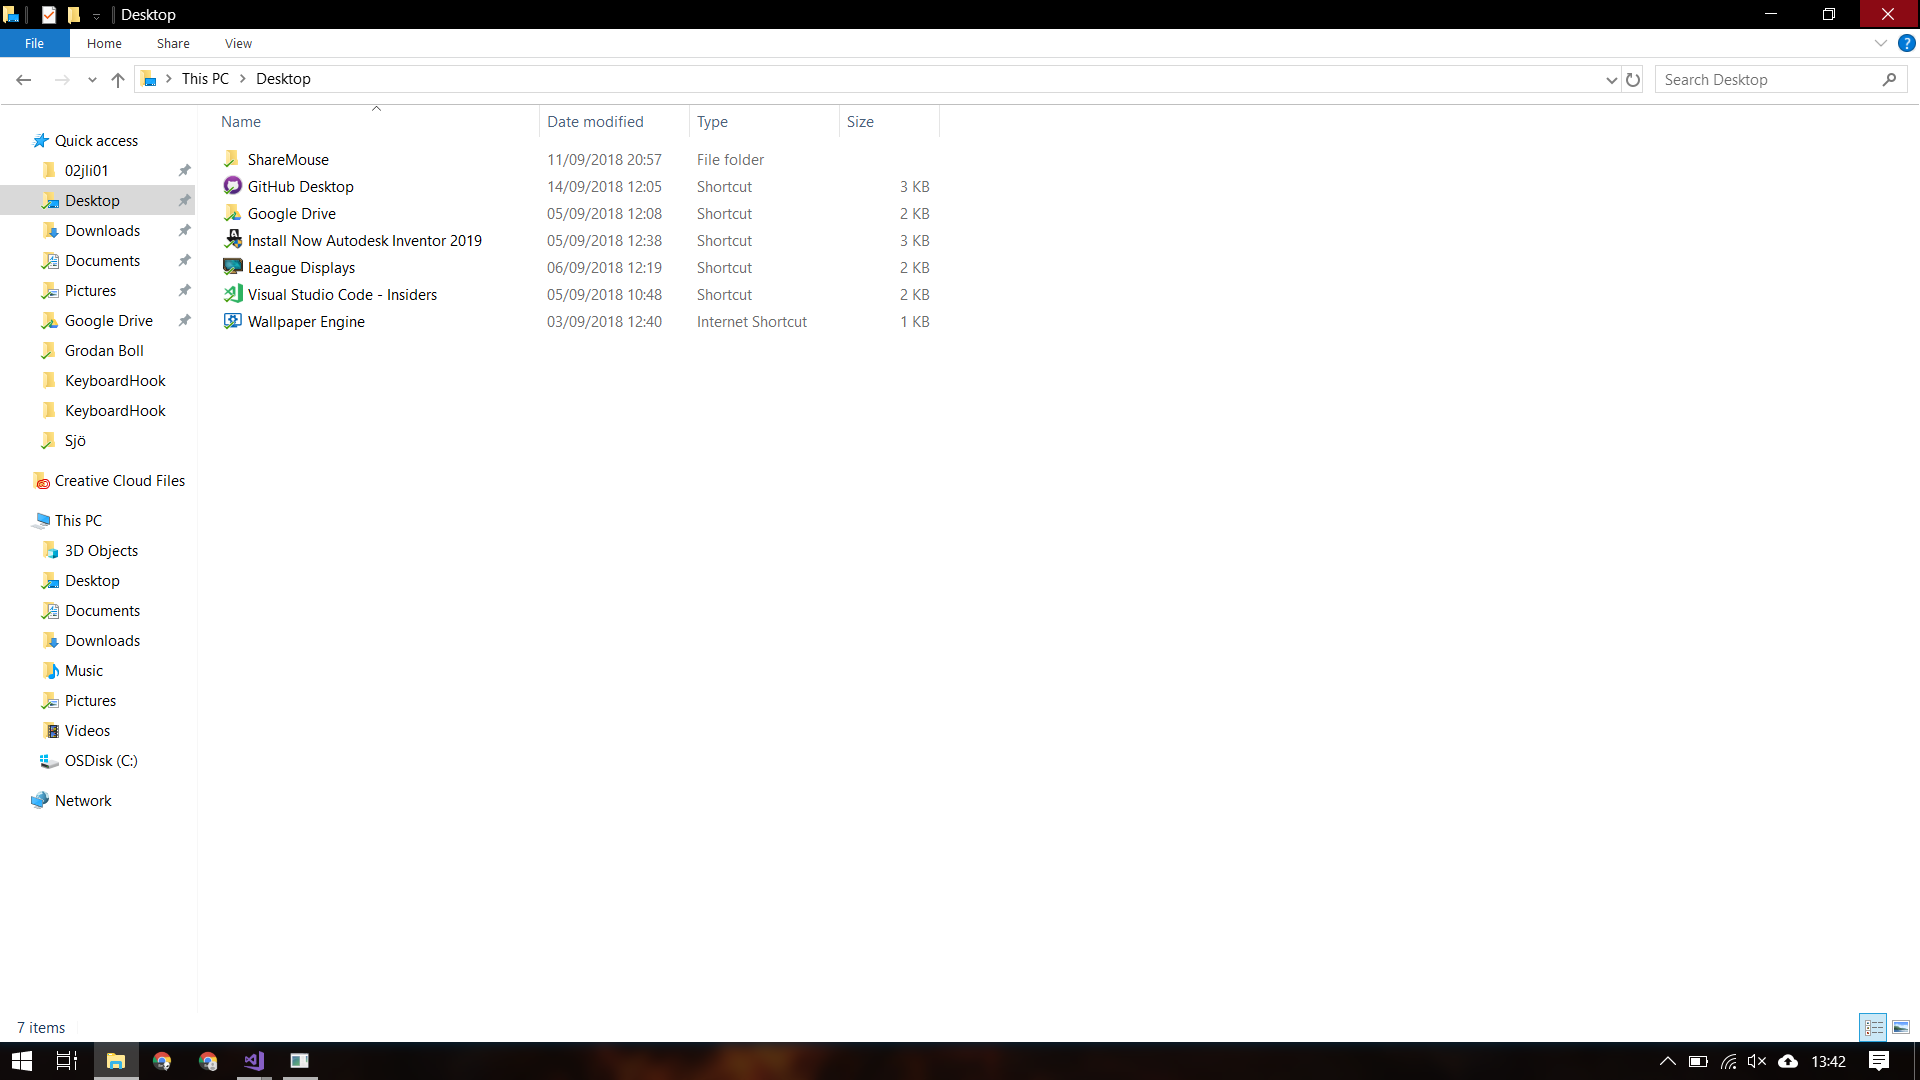 Desktop
File Home Share View
This PC Desktop
Search Desktop
Name Date modified Type Size
Quick access
02jli01
Desktop
Downloads
Documents
Pictures
Google Drive
Grodan Boll
KeyboardHook
KeyboardHook
Sjö
Creative Cloud Files
This PC
3D Objects
Desktop
Documents
Downloads
Music
Pictures
Videos
OSDisk (C:)
Network
ShareMouse 11/09/2018 20:57 File folder
GitHub Desktop 14/09/2018 12:05 Shortcut 3 KB
Google Drive 05/09/2018 12:08 Shortcut 2 KB
Install Now Autodesk Inventor 2019 05/09/2018 12:38 Shortcut 3 KB
League Displays 06/09/2018 12:19 Shortcut 2 KB
Visual Studio Code - Insiders 05/09/2018 10:48 Shortcut 2 KB
Wallpaper Engine 03/09/2018 12:40 Internet Shortcut 1 KB
7 items
13:42